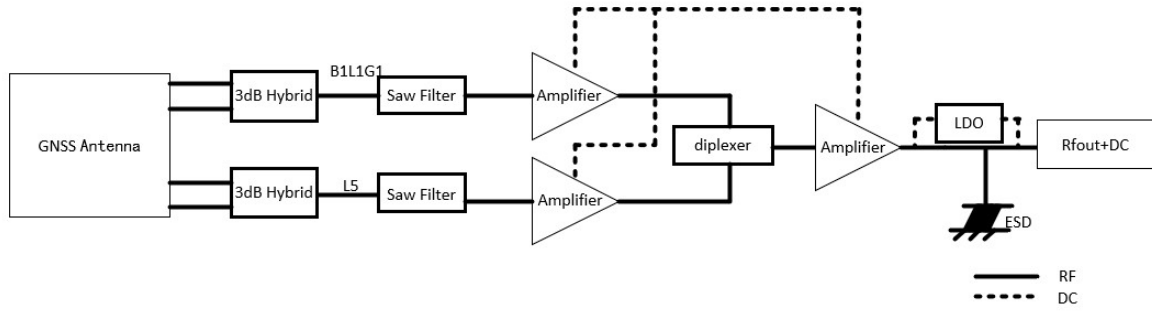 B1L1G1
3dB Hybrid
Saw Filter
Amplifier
LDO
GNSS Antenna
diplexer
Amplifier
Rfout+DC
3dB Hybrid
L5
Saw Filter
Amplifier
ESD
RF
DC